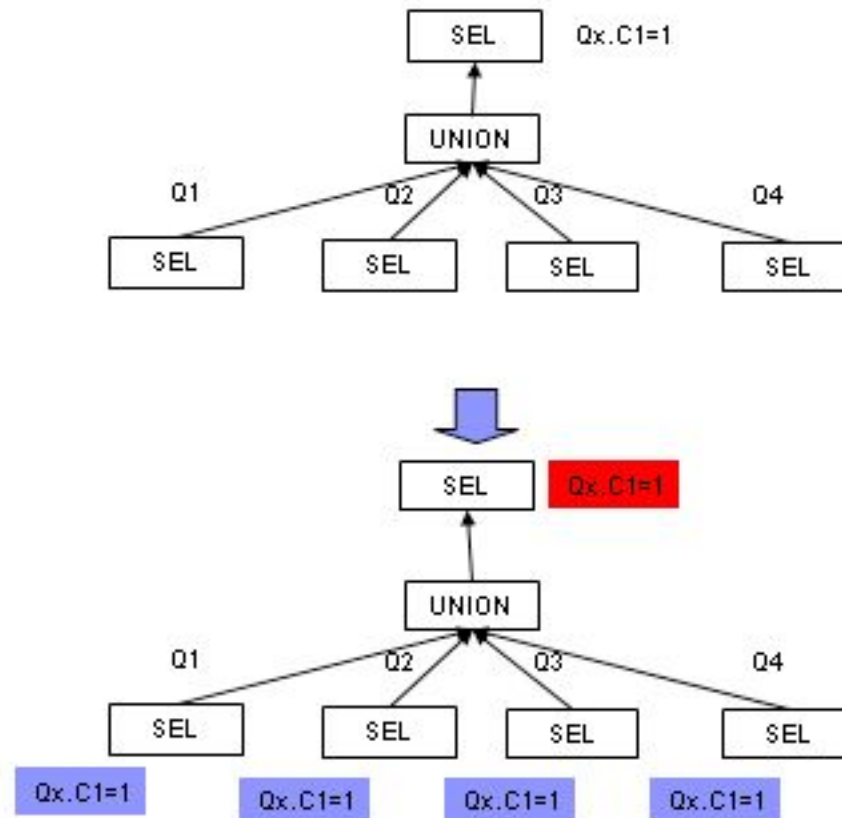 SEL Qx.C1=1
UNION
Q1 Q2 Q3 Q4
SEL SEL SEL SEL
SEL Qx.C1=1
UNION
Q1 Q2 Q3 Q4
SEL SEL SEL SEL
Qx.C1=1 Qx.C1=1 Qx.C1=1 Qx.C1=1